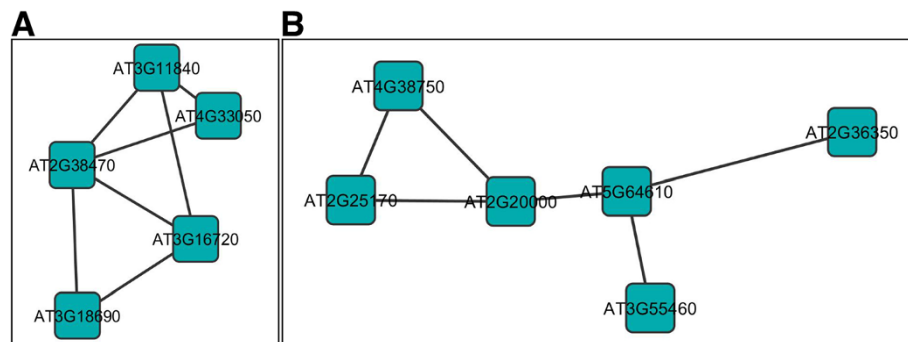 A
AT3G11840
AT4G33050
AT2G38470
AT3G16720
AT3G18690
B
AT4G38750
AT2G36350
AT2G25170
AT2G20000
AT5G64610
AT3G55460